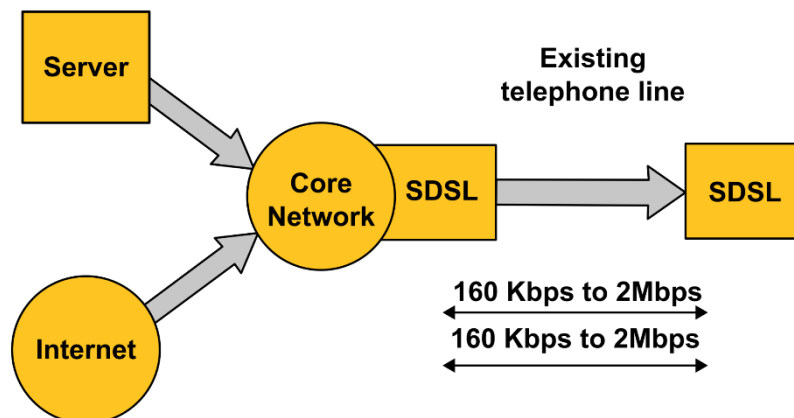 Server
Existing
telephone line
Core
Network
SDSL
SDSL
160 Kbps to 2Mbps
160 Kbps to 2Mbps
Internet